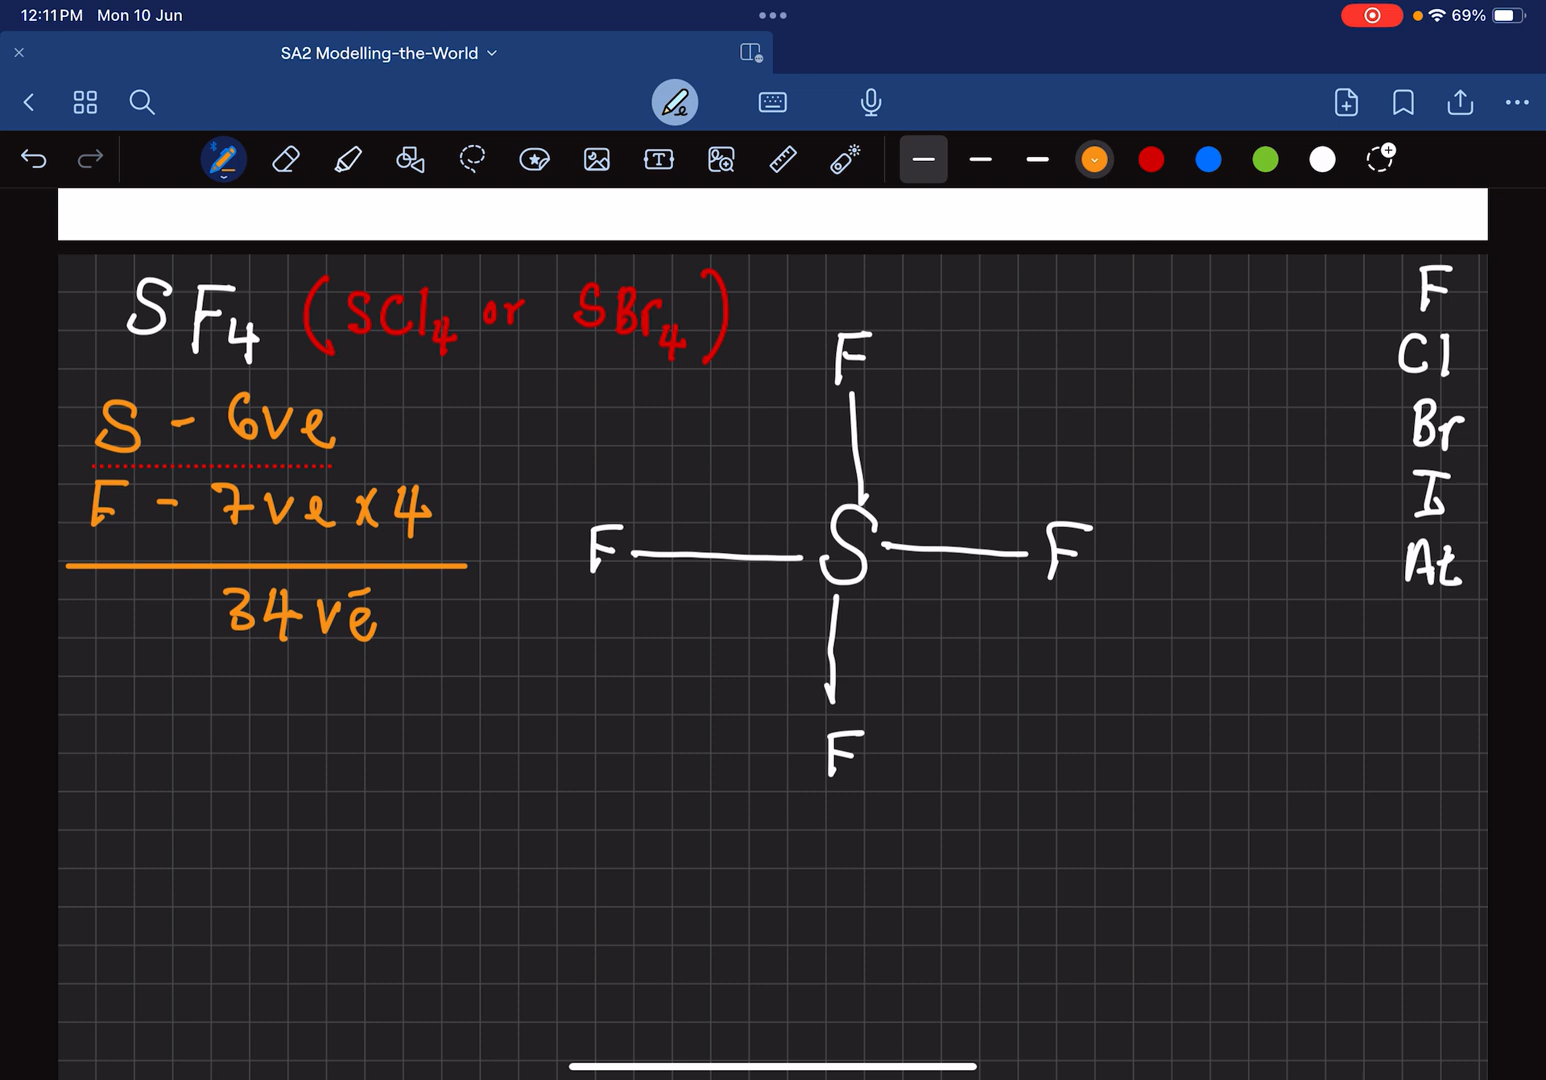 12:11 PM Mon 10 Jun
69%
SA2 Modelling-the-World
SF₄ (SCl₄ or SBr₄)
S - 6ve
F - 7ve x 4
34 vē
F
F S F
F
F
Cl
Br
I
At